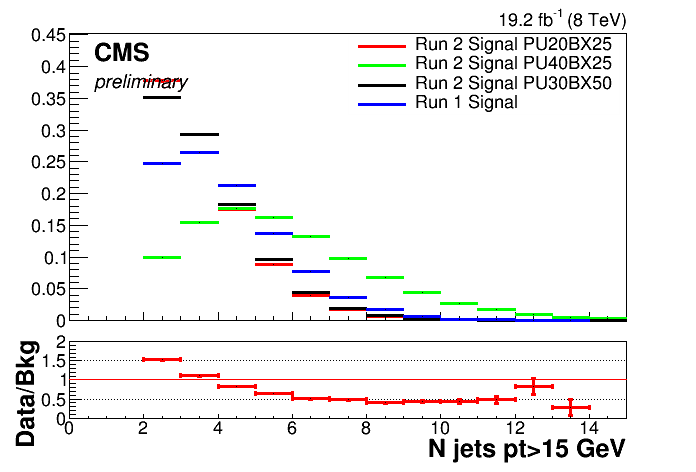 19.2 fb-1 (8 TeV)
0.45
CMS
preliminary
Run 2 Signal PU20BX25
Run 2 Signal PU40BX25
Run 2 Signal PU30BX50
Run 1 Signal
0.4
0.35
0.3
0.25
0.2
0.15
0.1
0.05
0
Data/Bkg
2
1.5
1
0.5
0
0 2 4 6 8 10 12 14
N jets pt>15 GeV